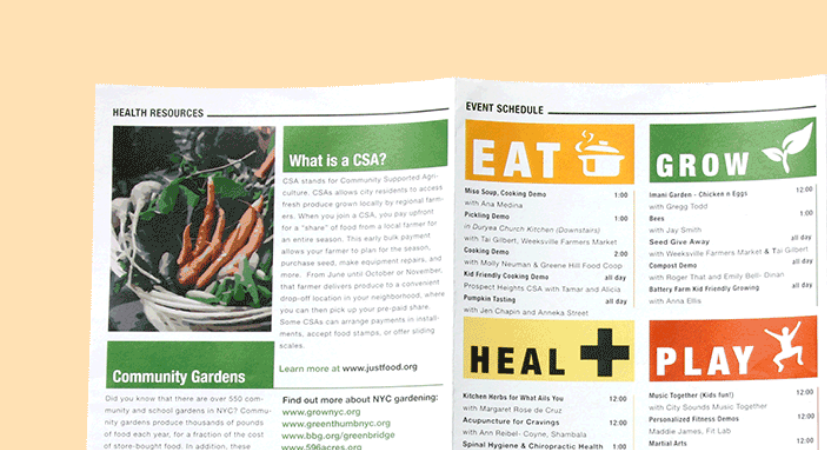 HEALTH RESOURCES
What is a CSA?
CSA stands for Community Supported Agri-
culture. CSAs allows city residents to access
fresh produce grown locally by regional farm-
ers. When you join a CSA, you pay upfront
for a "share" of food from a local farmer for
an entire season. This early bulk payment
allows your farmer to plan for the season,
purchase seed, make equipment repairs, and
more. From June until October or November,
that farmer delivers produce to a convenient
drop-off location in your neighborhood, where
you can then pick up your pre-paid share.
Some CSAs can arrange payments in install-
ments, accept food stamps, or offer sliding
scales.
Learn more at www.justfood.org
Community Gardens
Did you know that there are over 550 com-
munity and school gardens in NYC? Commu-
nity gardens produce thousands of pounds
of food each year, for a fraction of the cost
of store-bought food. In addition, these
Find out more about NYC gardening:
www.grownyc.org
www.greenthumbnyc.org
www.bbg.org/greenbridge
www.596acres.org
EVENT SCHEDULE
EAT
Miso Soup, Cooking Demo 1:00
with Ana Medina
Pickling Demo 1:00
in Duryea Church Kitchen (Downstairs)
with Tai Gilbert, Weeksville Farmers Market
Cooking Demo 2:00
with Molly Neuman & Greene Hill Food Coop
Kid Friendly Cooking Demo all day
Prospect Heights CSA with Tamar and Alicia
Pumpkin Tasting all day
with Jen Chapin and Anneka Street
GROW
Imani Garden - Chicken n Eggs 12:00
with Gregg Todd
Bees 1:00
with Jay Smith
Seed Give Away all day
with Weeksville Farmers Market & Tai Gilbert
Compost Demo all day
with Roger That and Emily Bell- Dinan
Battery Farm Kid Friendly Growing all day
with Anna Ellis
HEAL
Kitchen Herbs for What Ails You 12:00
with Margaret Rose de Cruz
Acupuncture for Cravings 12:00
with Ann Reibel- Coyne, Shambala
Spinal Hygiene & Chiropractic Health 1:00
PLAY
Music Together (Kids fun!) 12:00
with City Sounds Music Together
Personalized Fitness Demos 12:00
Maddie James, Fit Lab
Martial Arts 12:00